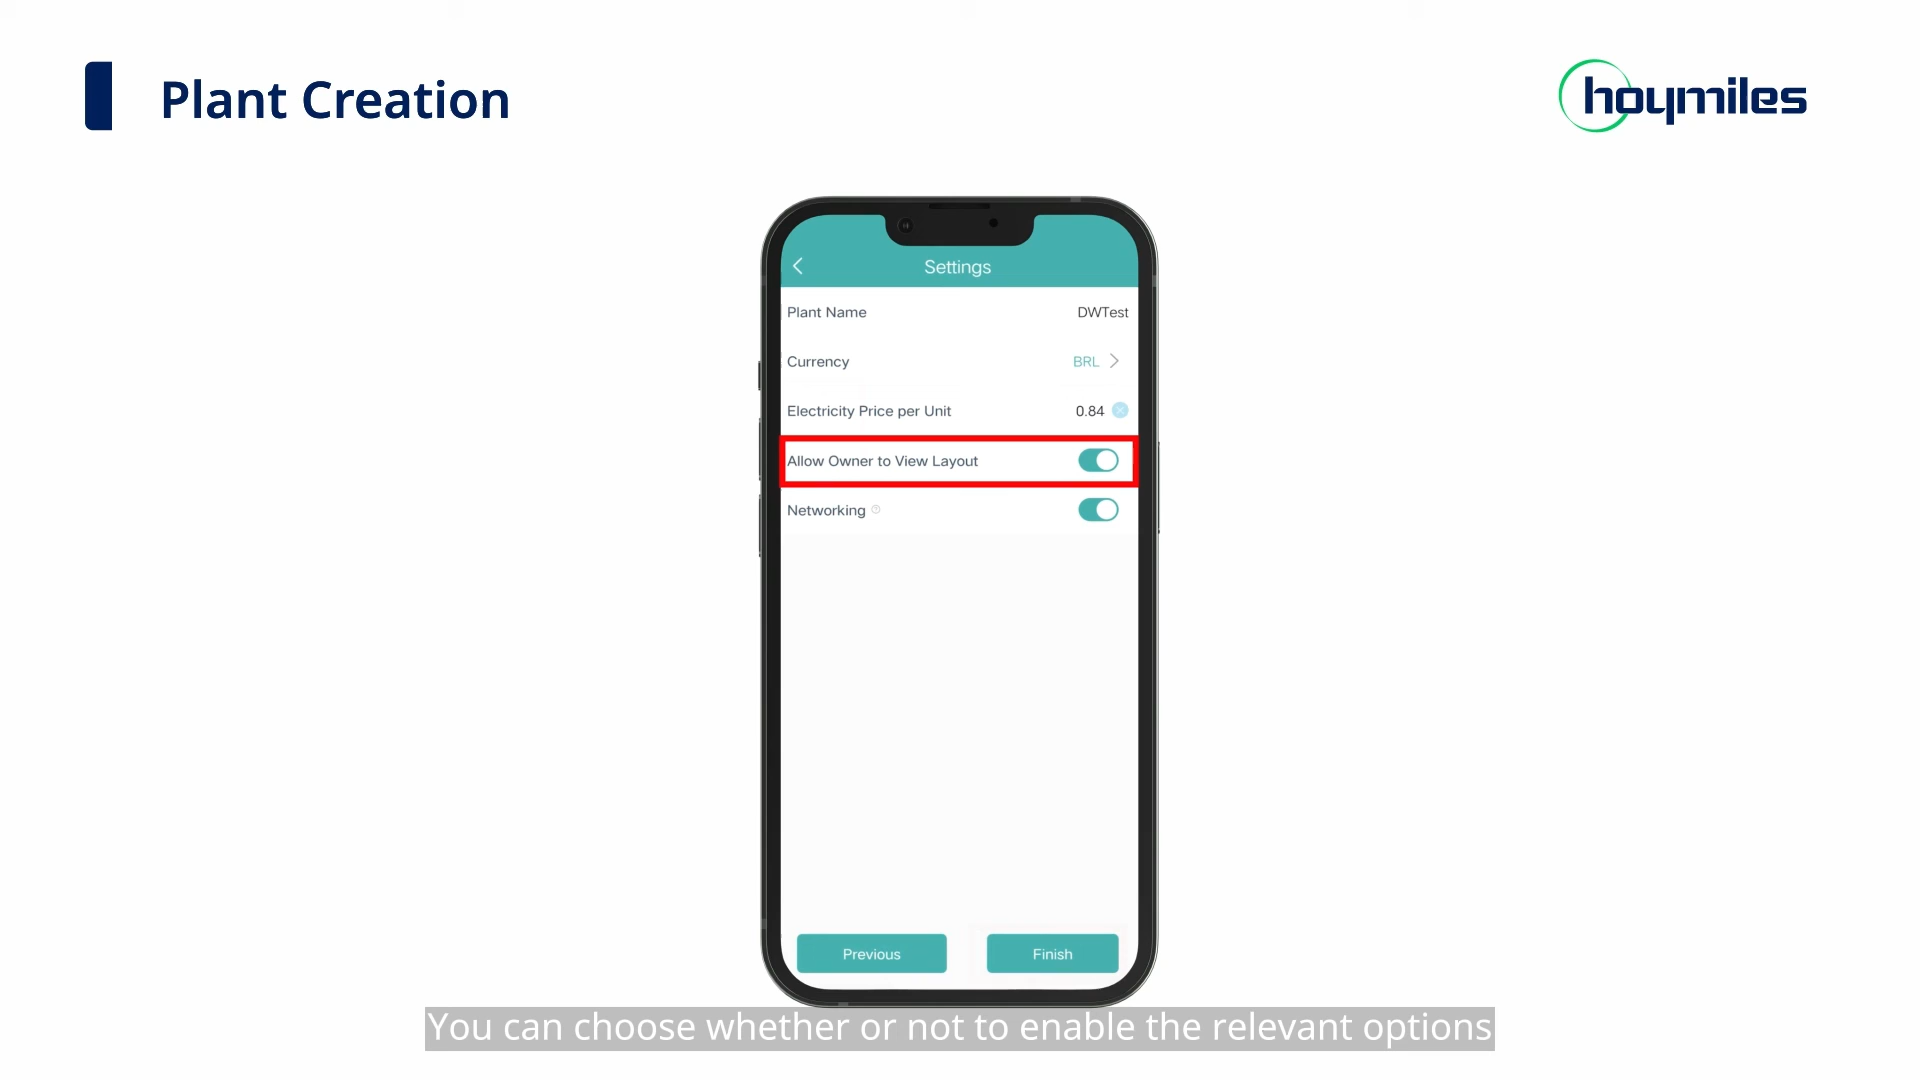 Plant Creation
hoymiles
Settings
Plant Name DWTest
Currency BRL
Electricity Price per Unit 0.84
Allow Owner to View Layout
Networking
Previous Finish
You can choose whether or not to enable the relevant options